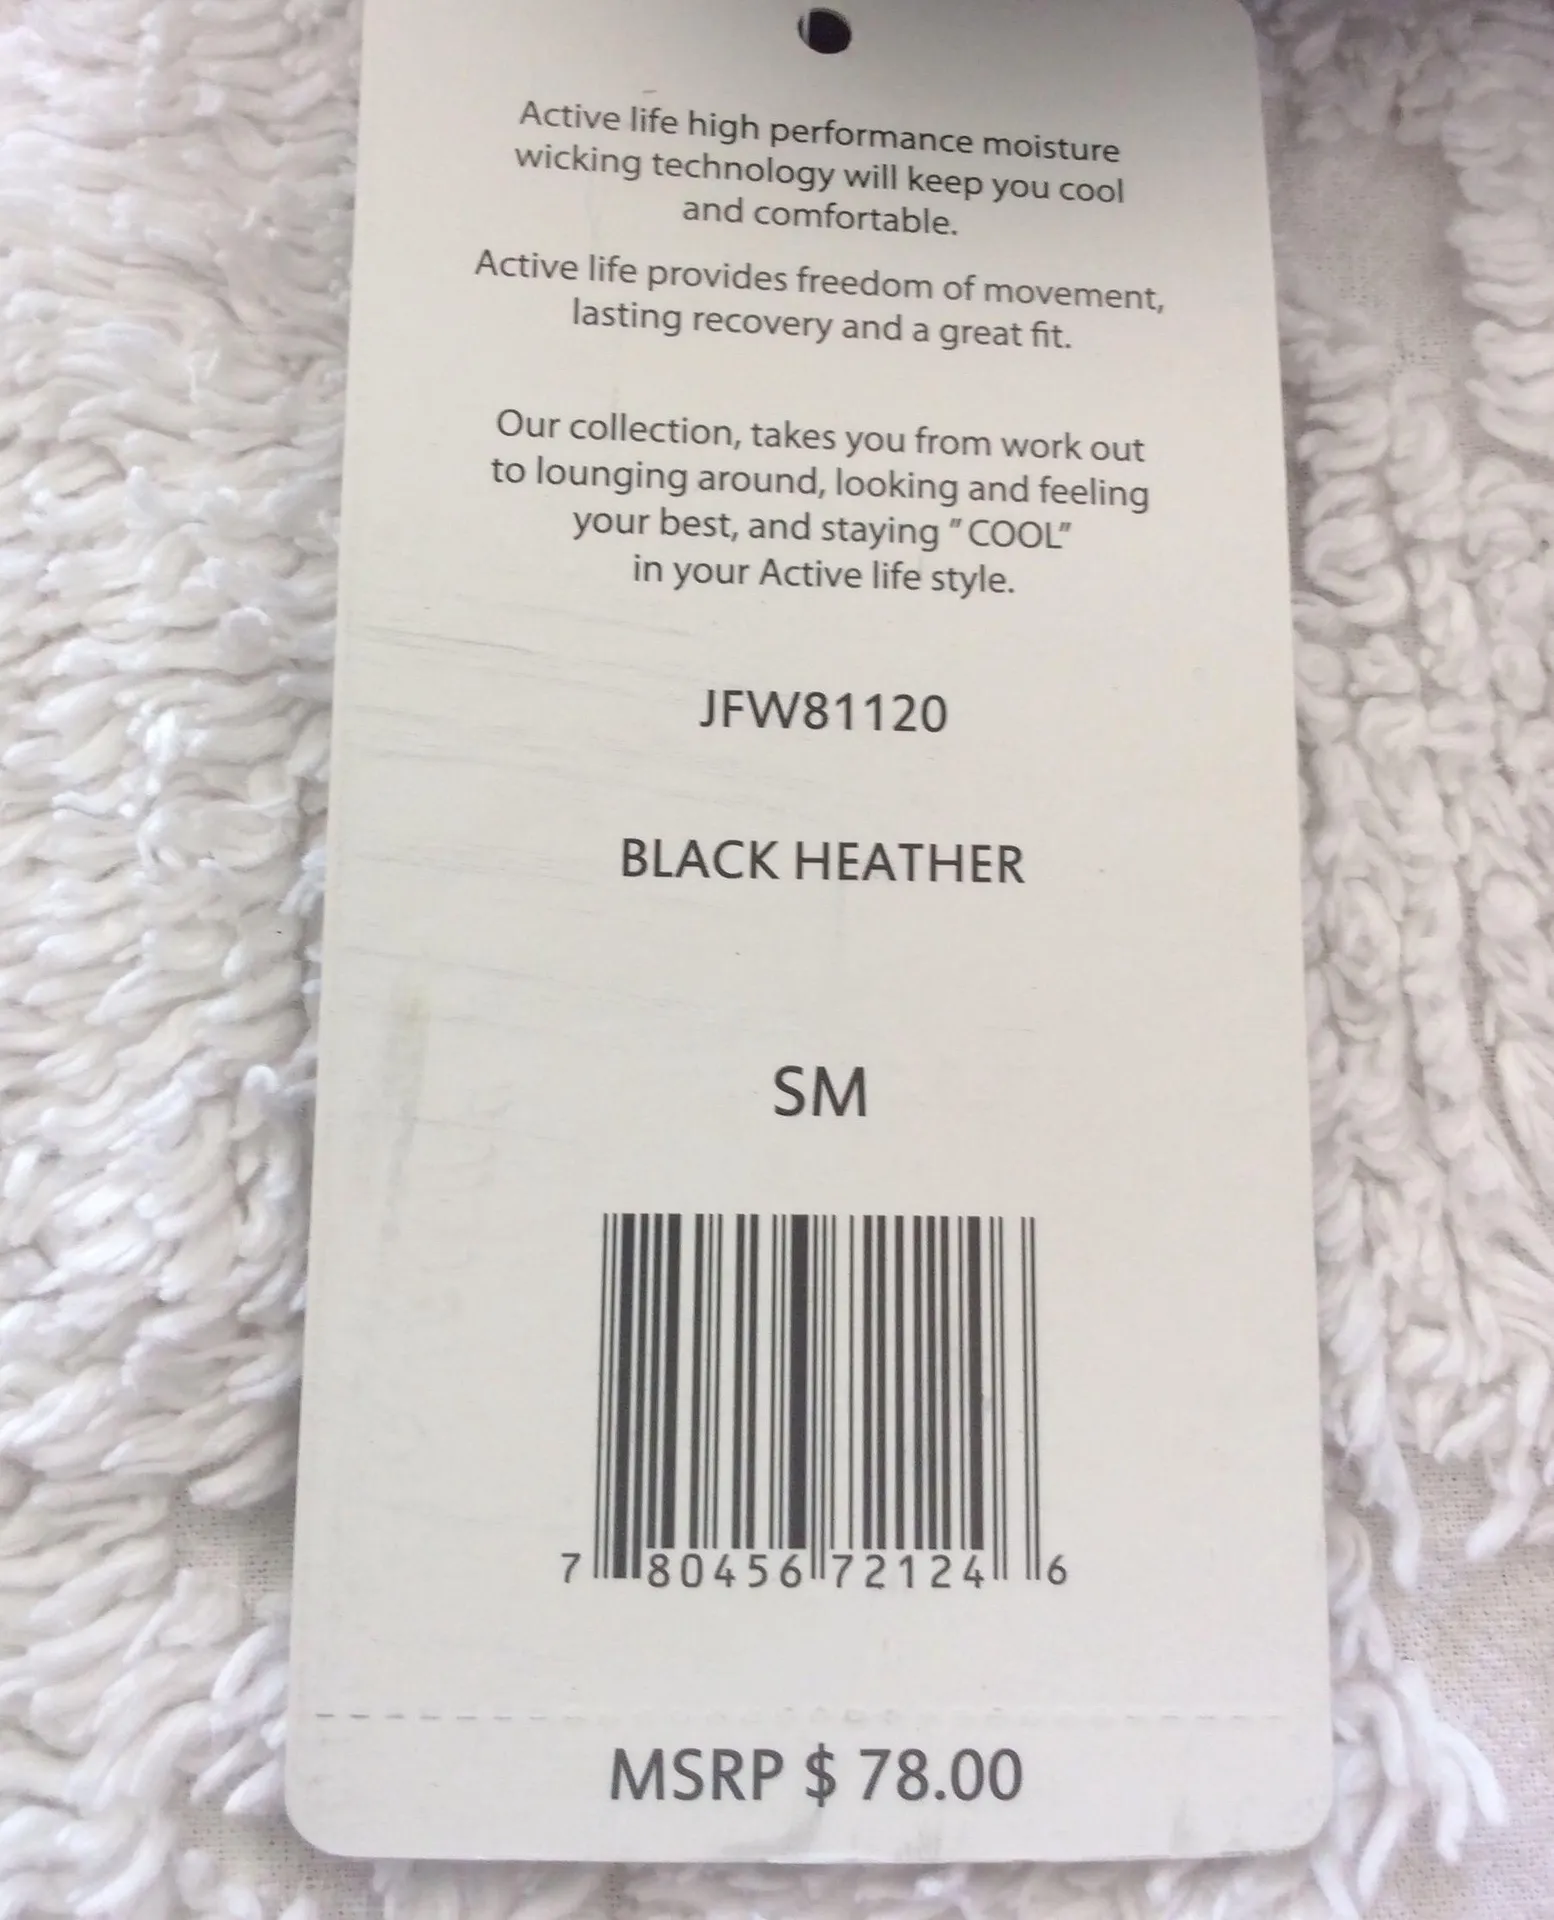 Active life high performance moisture
wicking technology will keep you cool
and comfortable.
Active life provides freedom of movement,
lasting recovery and a great fit.
Our collection, takes you from work out
to lounging around, looking and feeling
your best, and staying " COOL"
in your Active life style.
JFW81120
BLACK HEATHER
SM
7 80456 72124 6
MSRP $ 78.00